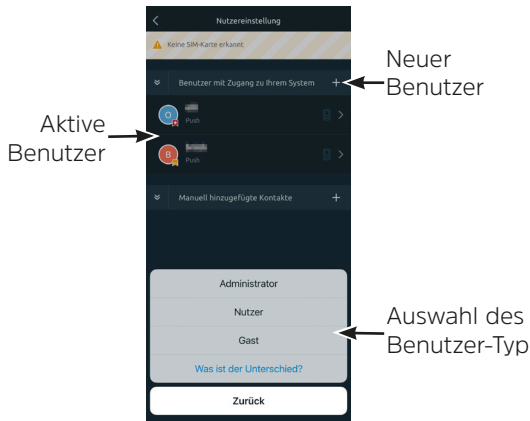 Nutzereinstellung
Keine SIM-Karte erkannt
Benutzer mit Zugang zu Ihrem System +
Neuer
Benutzer
O
Push
Aktive
Benutzer
B
Push
Manuell hinzugefügte Kontakte +
Administrator
Nutzer
Gast
Auswahl des
Benutzer-Typ
Was ist der Unterschied?
Zurück